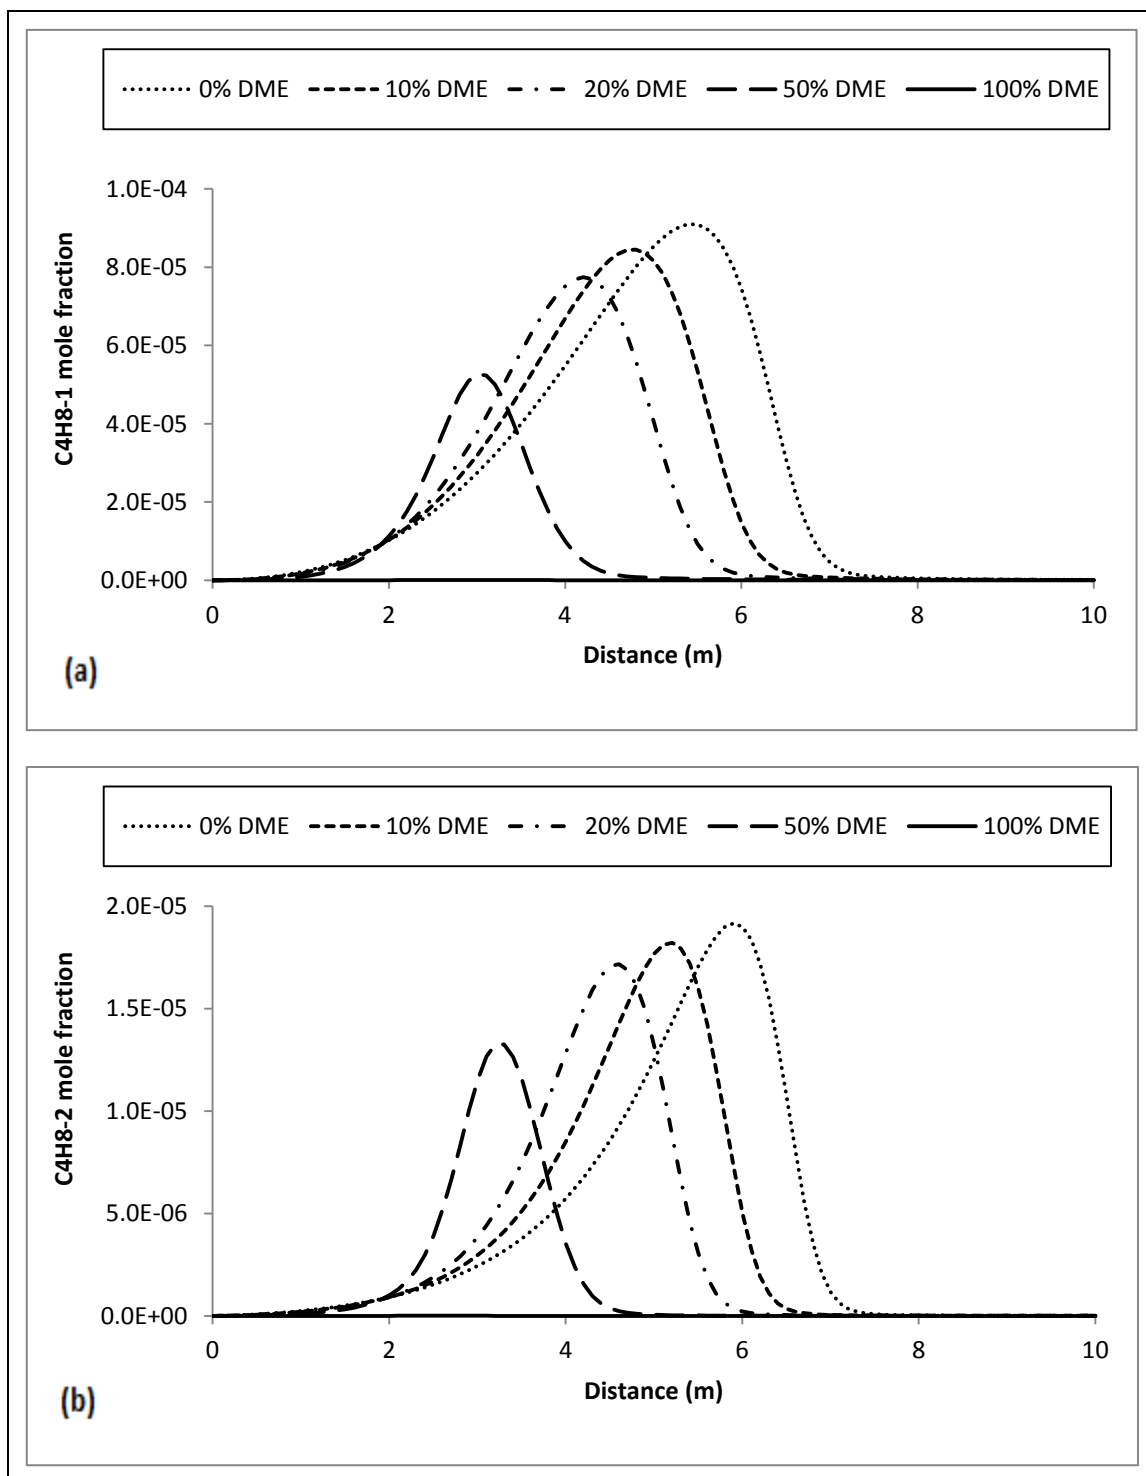 0% DME 10% DME 20% DME 50% DME 100% DME
1.0E-04
8.0E-05
6.0E-05
4.0E-05
2.0E-05
0.0E+00
C4H8-1 mole fraction
0 2 4 6 8 10
Distance (m)
(a)
0% DME 10% DME 20% DME 50% DME 100% DME
2.0E-05
1.5E-05
1.0E-05
5.0E-06
0.0E+00
C4H8-2 mole fraction
0 2 4 6 8 10
Distance (m)
(b)